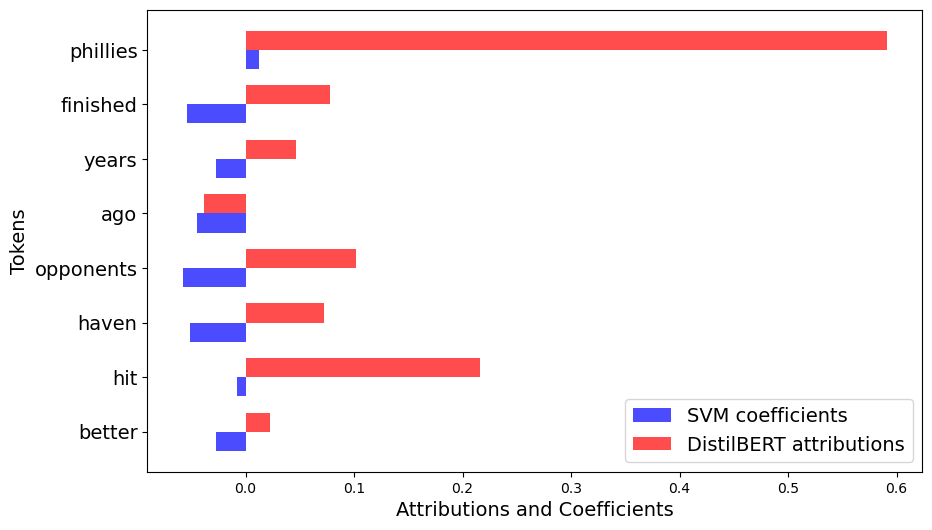 phillies
finished
years
ago
opponents
haven
hit
better
Tokens
0.0 0.1 0.2 0.3 0.4 0.5 0.6
Attributions and Coefficients
SVM coefficients
DistilBERT attributions